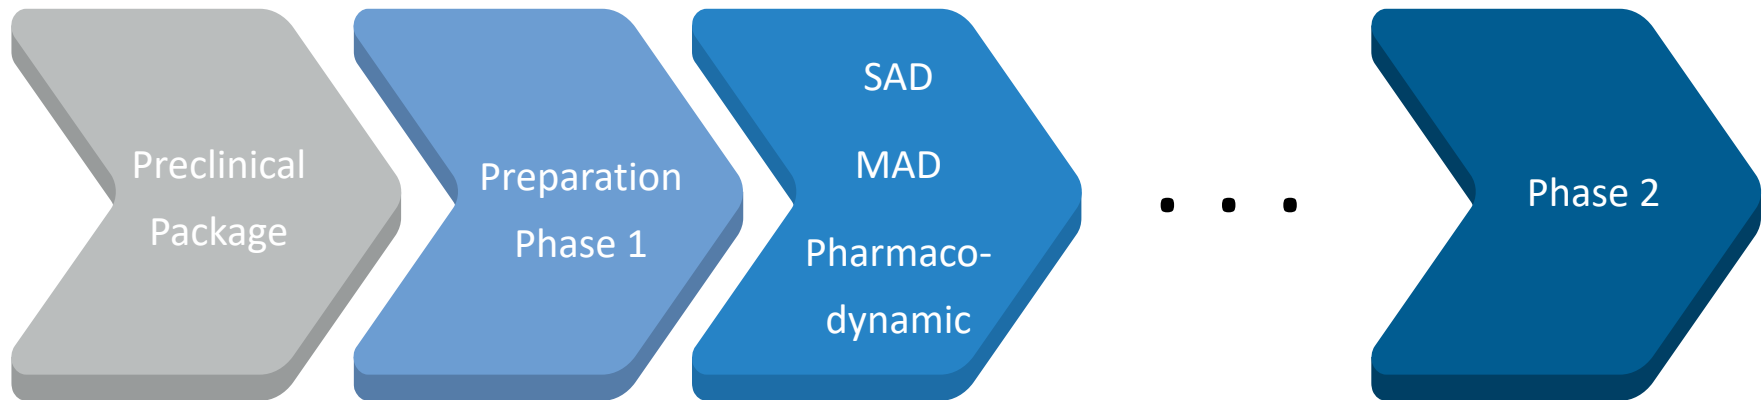 Preclinical
Package
Preparation
Phase 1
SAD
MAD
Pharmaco-
dynamic
. . .
Phase 2